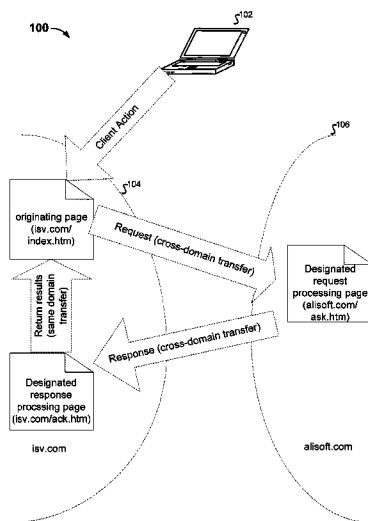 100
102
Client Action
106
104
originating page
(isv.com/
index.htm)
Request (cross-domain transfer)
Designated
request
processing page
(alisoft.com/
ask.htm)
Return results
(same domain
transfer)
Response (cross-domain transfer)
Designated
response
procssing page
(isv.com/ack.htm)
isv.com
alisoft.com